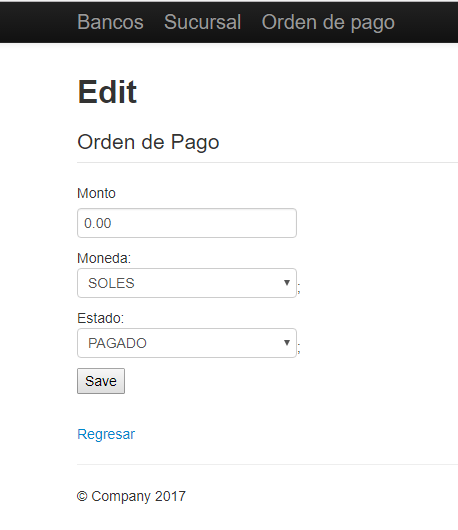 Bancos Sucursal Orden de pago
Edit
Orden de Pago
Monto
0.00
Moneda:
SOLES ;
Estado:
PAGADO ;
Save
Regresar
© Company 2017